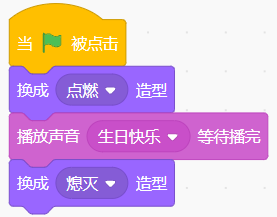 当 被点击
换成 点燃 造型
播放声音 生日快乐 等待播完
换成 熄灭 造型